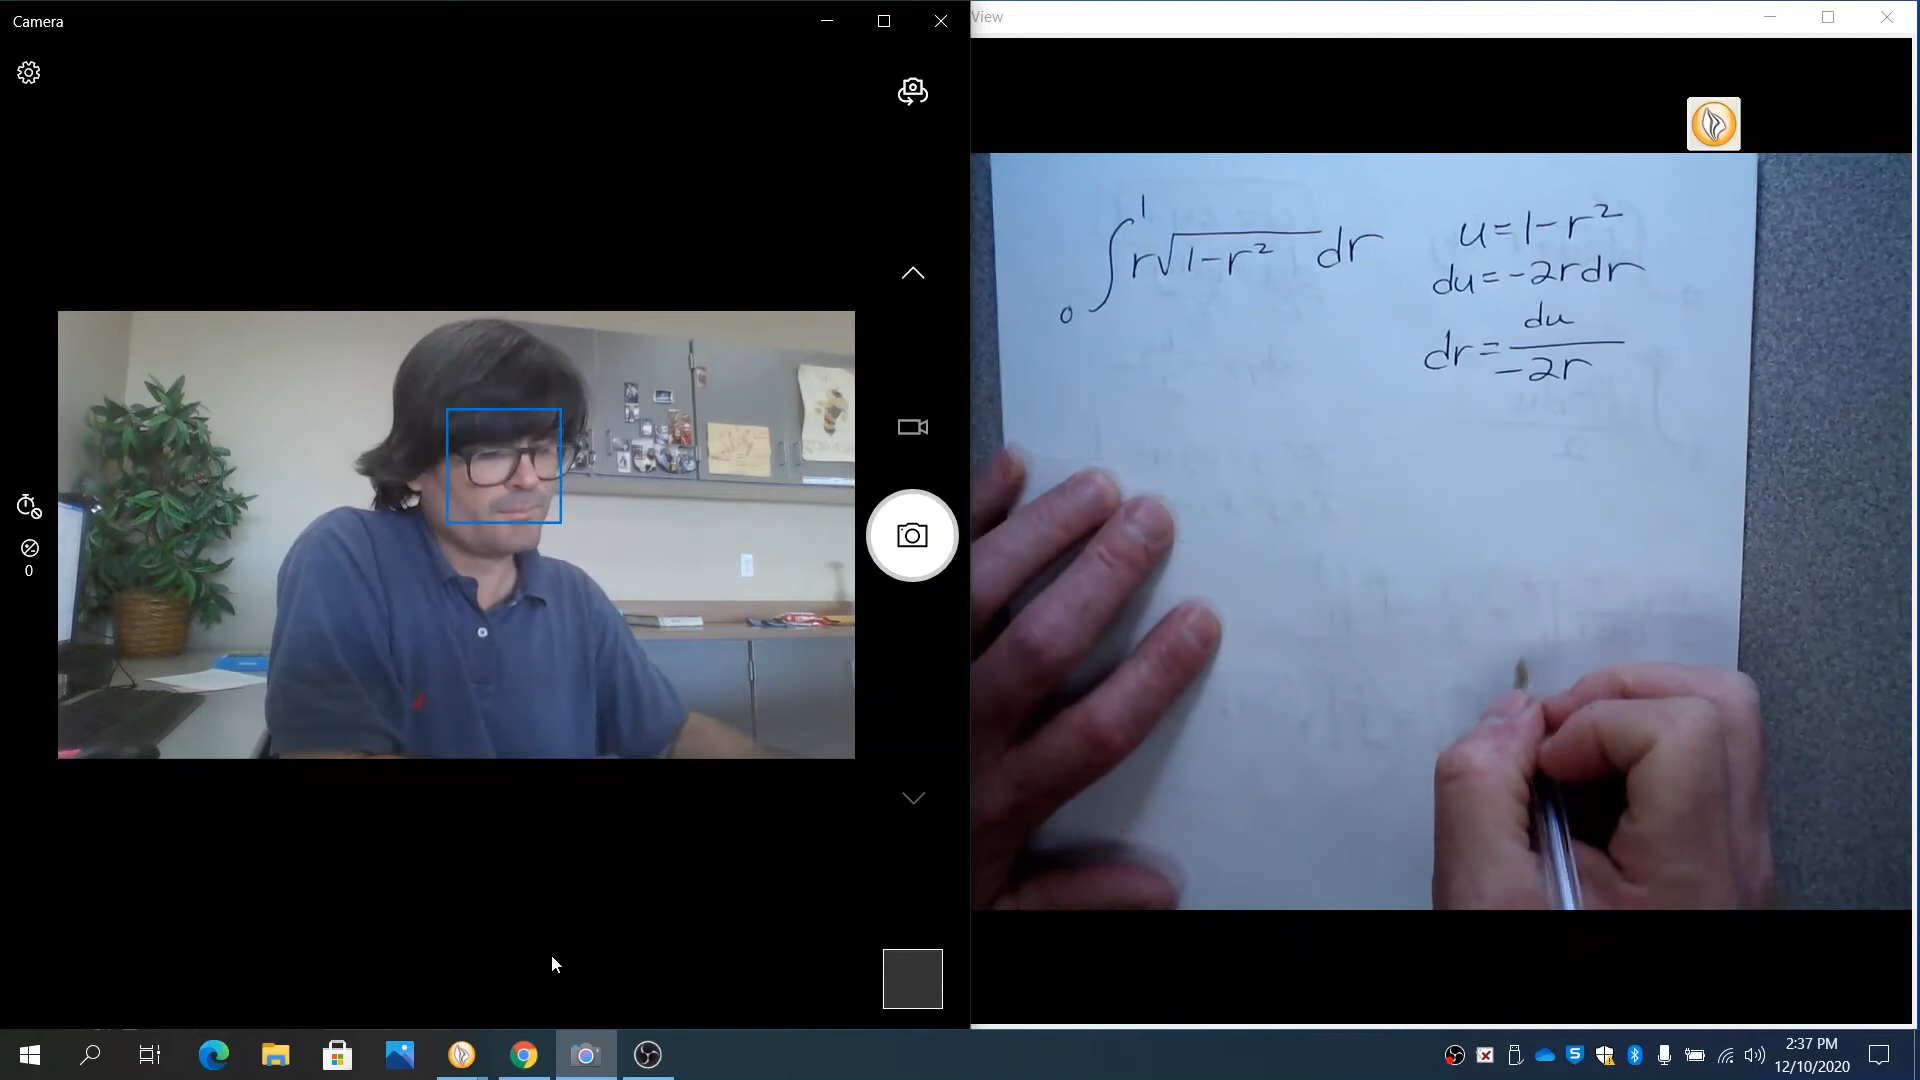 Camera
View
0
∫₀¹ r√(1-r²) dr
u=1-r²
du=-2rdr
dr=du/-2r
2:37 PM
12/10/2020